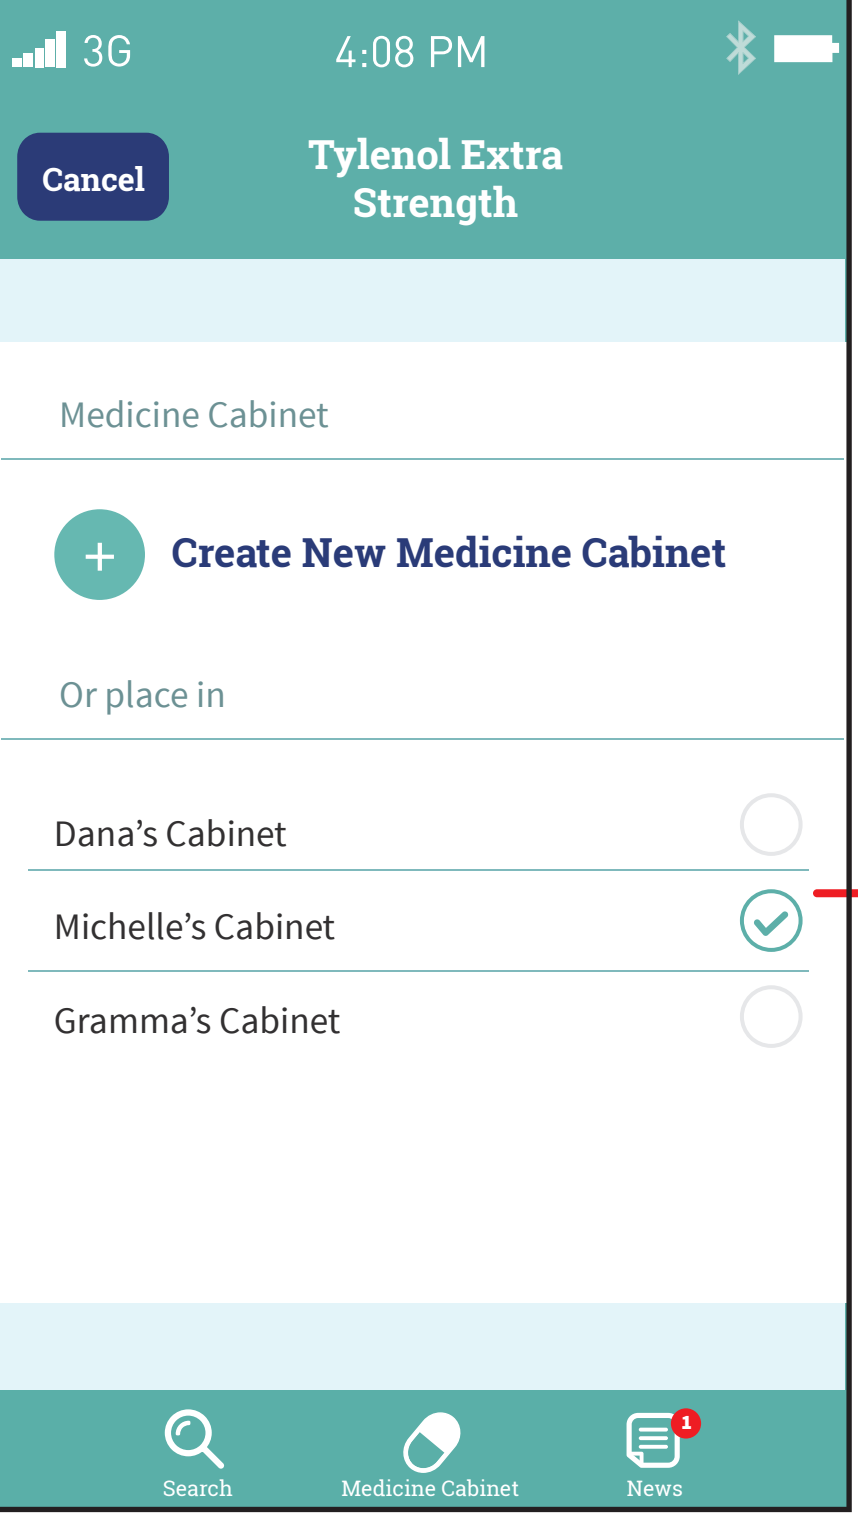 3G 4:08 PM
Cancel
Tylenol Extra
Strength
Medicine Cabinet
+ Create New Medicine Cabinet
Or place in
Dana’s Cabinet
Michelle’s Cabinet
Gramma’s Cabinet
1
Search Medicine Cabinet News